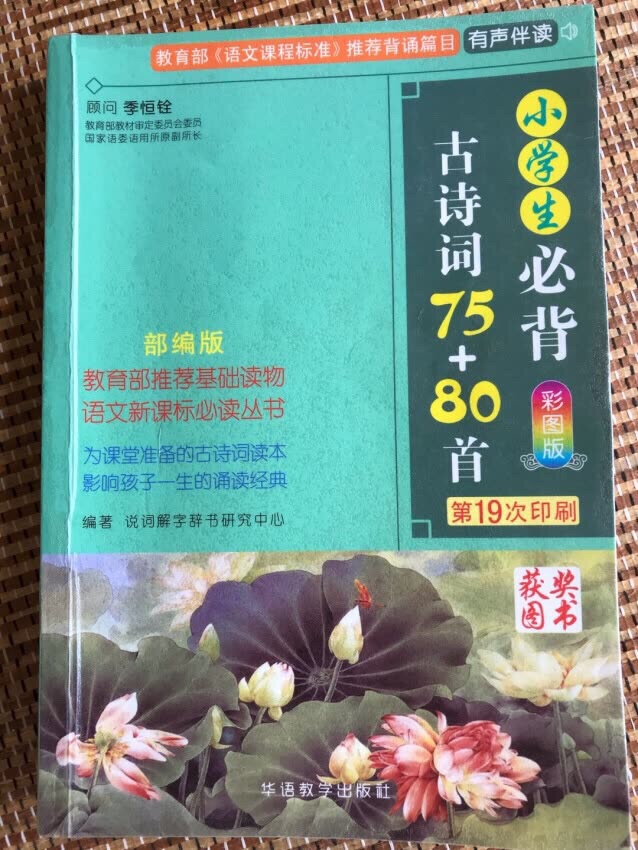 教育部《语文课程标准》推荐背诵篇目
有声伴读
顾问 季恒铨
教育部教材审定委员会委员
国家语委语用所原副所长
小学生必背
古诗词75+80首
彩图版
第19次印刷
部编版
教育部推荐基础读物
语文新课标必读丛书
为课堂准备的古诗词读本
影响孩子一生的诵读经典
编著 说词解字辞书研究中心
获奖
图书
华语教学出版社